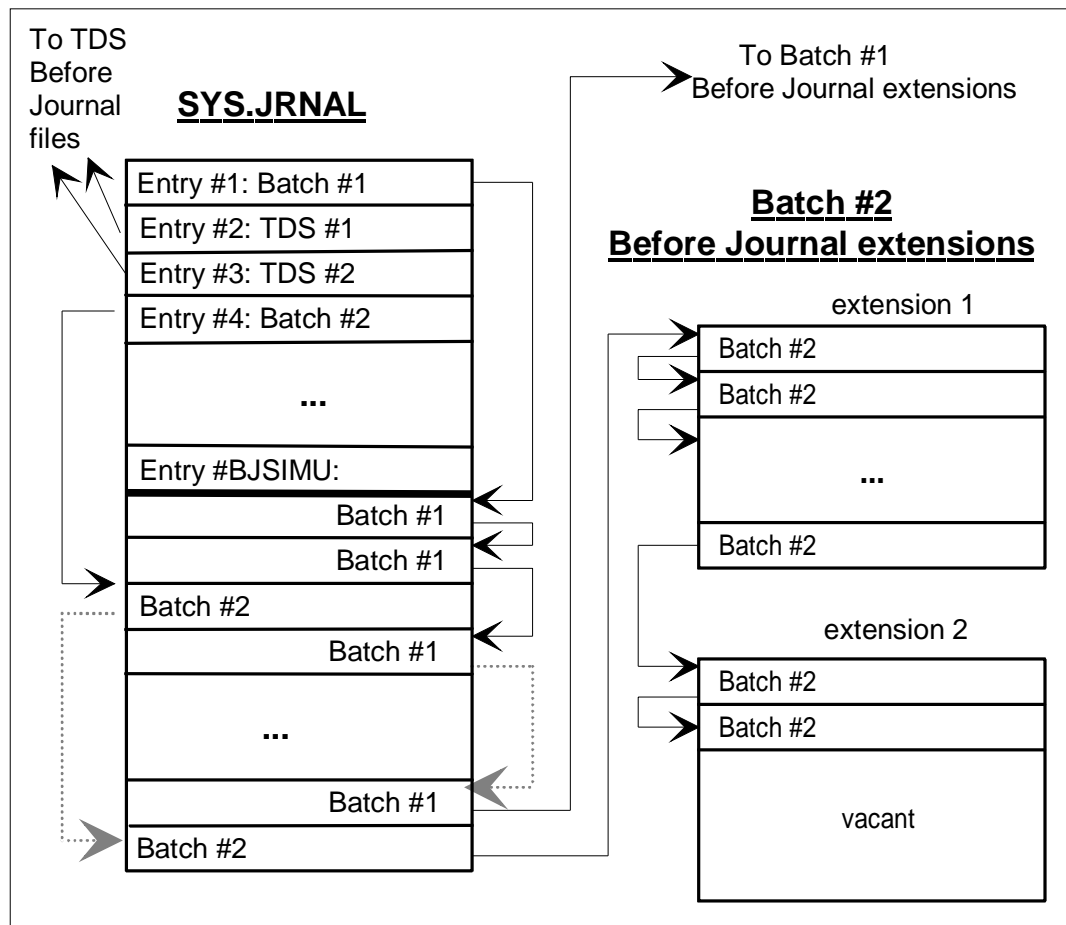 To TDS
Before
Journal
files
SYS.JRNAL
Entry #1: Batch #1
Entry #2: TDS #1
Entry #3: TDS #2
Entry #4: Batch #2
...
Entry #BJSIMU:
Batch #1
Batch #1
Batch #2
Batch #1
...
Batch #1
Batch #2
To Batch #1
Before Journal extensions
Batch #2
Before Journal extensions
extension 1
Batch #2
Batch #2
...
Batch #2
extension 2
Batch #2
Batch #2
vacant